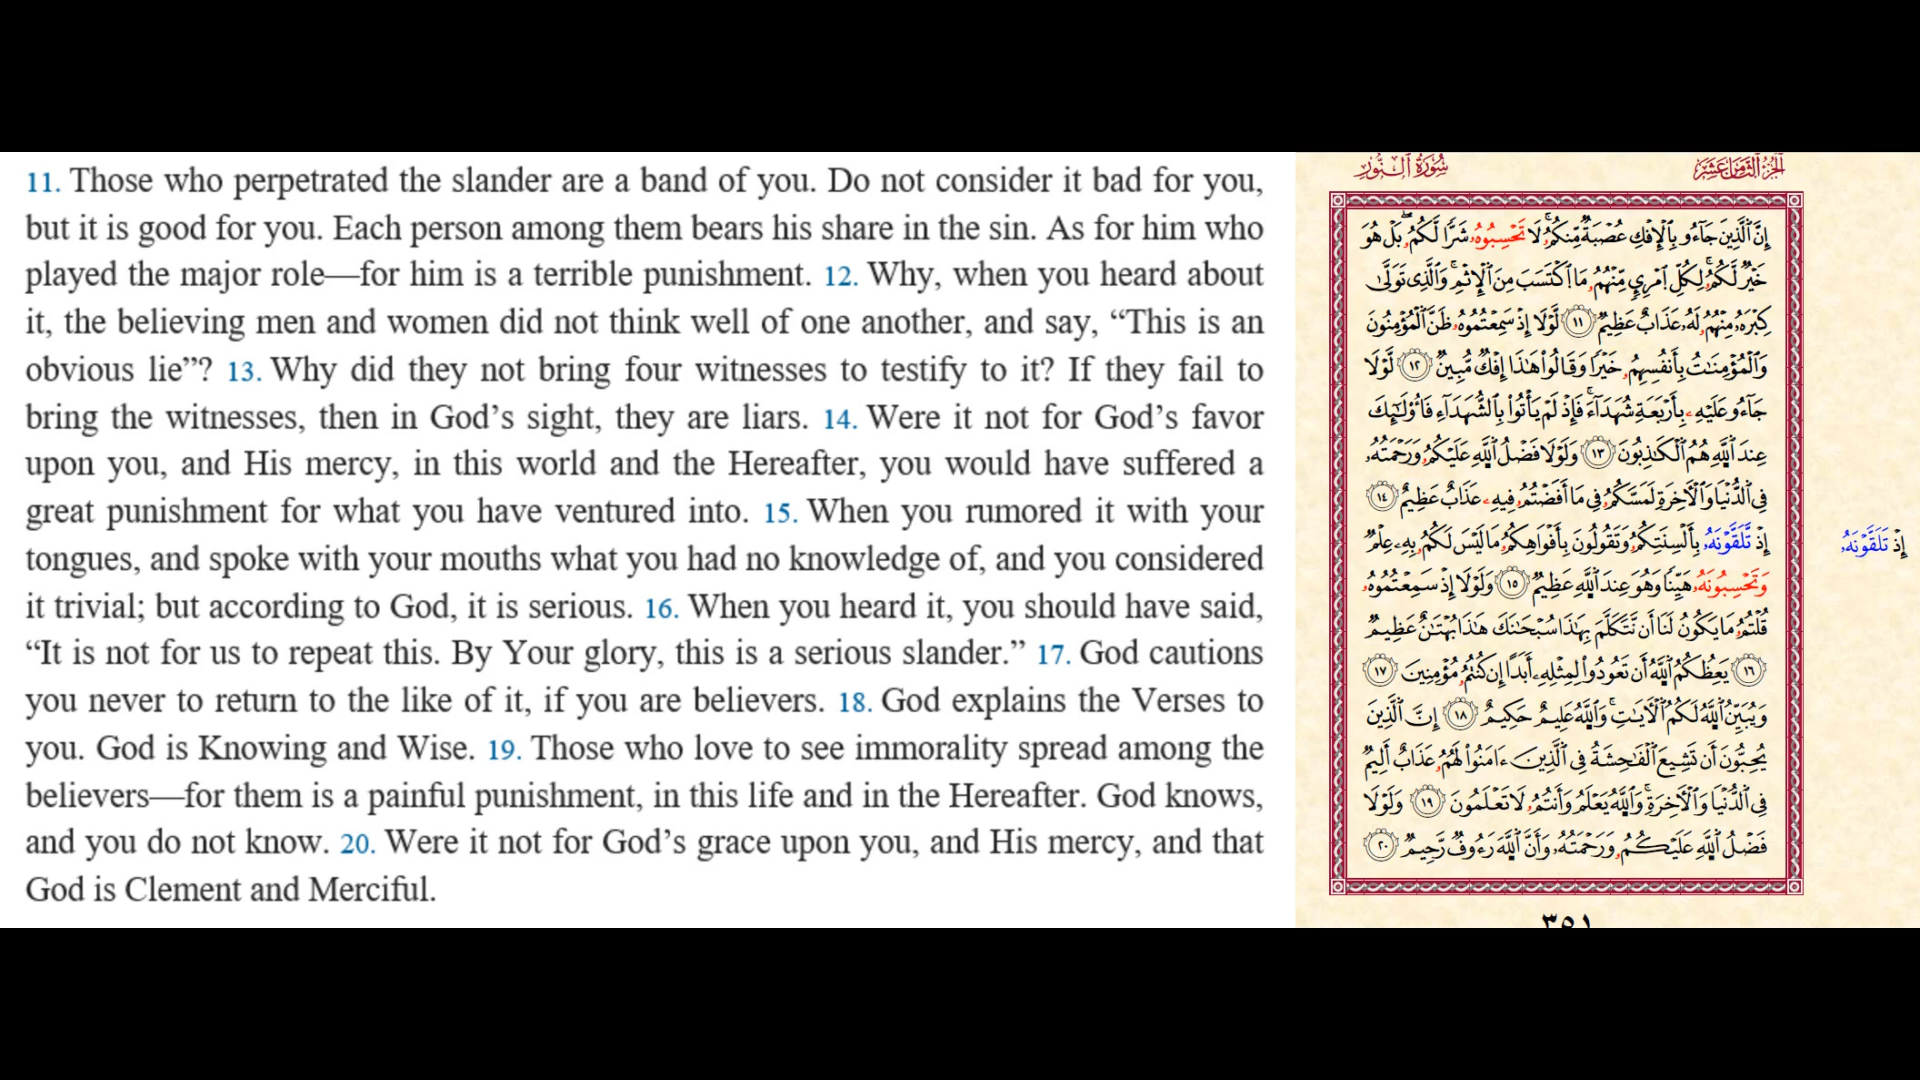 11. Those who perpetrated the slander are a band of you. Do not consider it bad for you,
but it is good for you. Each person among them bears his share in the sin. As for him who
played the major role—for him is a terrible punishment. 12. Why, when you heard about
it, the believing men and women did not think well of one another, and say, “This is an
obvious lie”? 13. Why did they not bring four witnesses to testify to it? If they fail to
bring the witnesses, then in God’s sight, they are liars. 14. Were it not for God’s favor
upon you, and His mercy, in this world and the Hereafter, you would have suffered a
great punishment for what you have ventured into. 15. When you rumored it with your
tongues, and spoke with your mouths what you had no knowledge of, and you considered
it trivial; but according to God, it is serious. 16. When you heard it, you should have said,
“It is not for us to repeat this. By Your glory, this is a serious slander.” 17. God cautions
you never to return to the like of it, if you are believers. 18. God explains the Verses to
you. God is Knowing and Wise. 19. Those who love to see immorality spread among the
believers—for them is a painful punishment, in this life and in the Hereafter. God knows,
and you do not know. 20. Were it not for God’s grace upon you, and His mercy, and that
God is Clement and Merciful.
الجزء الثامن عشر
سورة النور
إِنَّ ٱلَّذِينَ جَآءُو بِٱلْإِفْكِ عُصْبَةٌ مِّنكُمُۥ لَا تَحْسِبُوهُۥ شَرًّا لَّكُمُۥ بَلْ هُوَ
خَيْرٌ لَّكُمُۥ لِكُلِّ ٱمْرِئٍ مِّنْهُمُۥ مَا ٱكْتَسَبَ مِنَ ٱلْإِثْمِ وَٱلَّذِى تَوَلَّىٰ
كِبْرَهُۥ مِنْهُمُۥ لَهُۥ عَذَابٌ عَظِيمٌ ١١ لَّوْلَا إِذْ سَمِعْتُمُوهُۥ ظَنَّ ٱلْمُؤْمِنُونَ
وَٱلْمُؤْمِنَٰتُ بِأَنفُسِهِمُۥ خَيْرًا وَقَالُوا۟ هَٰذَا إِفْكٌ مُّبِينٌ ١٢ لَّوْلَا
جَآءُو عَلَيْهِۦ بِأَرْبَعَةِ شُهَدَآءَ فَإِذْ لَمْ يَأْتُوا۟ بِٱلشُّهَدَآءِ فَأُو۟لَٰٓئِكَ
عِندَ ٱللَّهِ هُمُ ٱلْكَٰذِبُونَ ١٣ وَلَوْلَا فَضْلُ ٱللَّهِ عَلَيْكُمُۥ وَرَحْمَتُهُۥ
فِى ٱلدُّنْيَا وَٱلْأَخِرَةِ لَمَسَّكُمُۥ فِى مَا أَفَضْتُمُۥ فِيهِۦ عَذَابٌ عَظِيمٌ ١٤
إِذْ تَّلَقَّوْنَهُۥ بِأَلْسِنَتِكُمُۥ وَتَقُولُونَ بِأَفْوَاهِكُمُۥ مَا لَيْسَ لَكُمُۥ بِهِۦ عِلْمٌ
وَتَحْسِبُونَهُۥ هَيِّنًا وَهُوَ عِندَ ٱللَّهِ عَظِيمٌ ١٥ وَلَوْلَا إِذْ سَمِعْتُمُوهُۥ
قُلْتُمُۥ مَا يَكُونُ لَنَا أَن نَّتَكَلَّمَ بِهَٰذَا سُبْحَٰنَكَ هَٰذَا بُهْتَٰنٌ عَظِيمٌ
١٦ يَعِظُكُمُ ٱللَّهُ أَن تَعُودُوا۟ لِمِثْلِهِۦ أَبَدًا إِن كُنتُمُۥ مُؤْمِنِينَ ١٧
وَيُبَيِّنُ ٱللَّهُ لَكُمُ ٱلْأَيَٰتِ وَٱللَّهُ عَلِيمٌ حَكِيمٌ ١٨ إِنَّ ٱلَّذِينَ
يُحِبُّونَ أَن تَشِيعَ ٱلْفَٰحِشَةُ فِى ٱلَّذِينَ ءَامَنُوا۟ لَهُمُۥ عَذَابٌ أَلِيمٌ
فِى ٱلدُّنْيَا وَٱلْأَخِرَةِ وَٱللَّهُ يَعْلَمُ وَأَنتُمُۥ لَا تَعْلَمُونَ ١٩ وَلَوْلَا
فَضْلُ ٱللَّهِ عَلَيْكُمُۥ وَرَحْمَتُهُۥ وَأَنَّ ٱللَّهَ رَءُوفٌ رَّحِيمٌ ٢٠
إِذْ تَلَقَّوْنَهُۥ
٣٥١